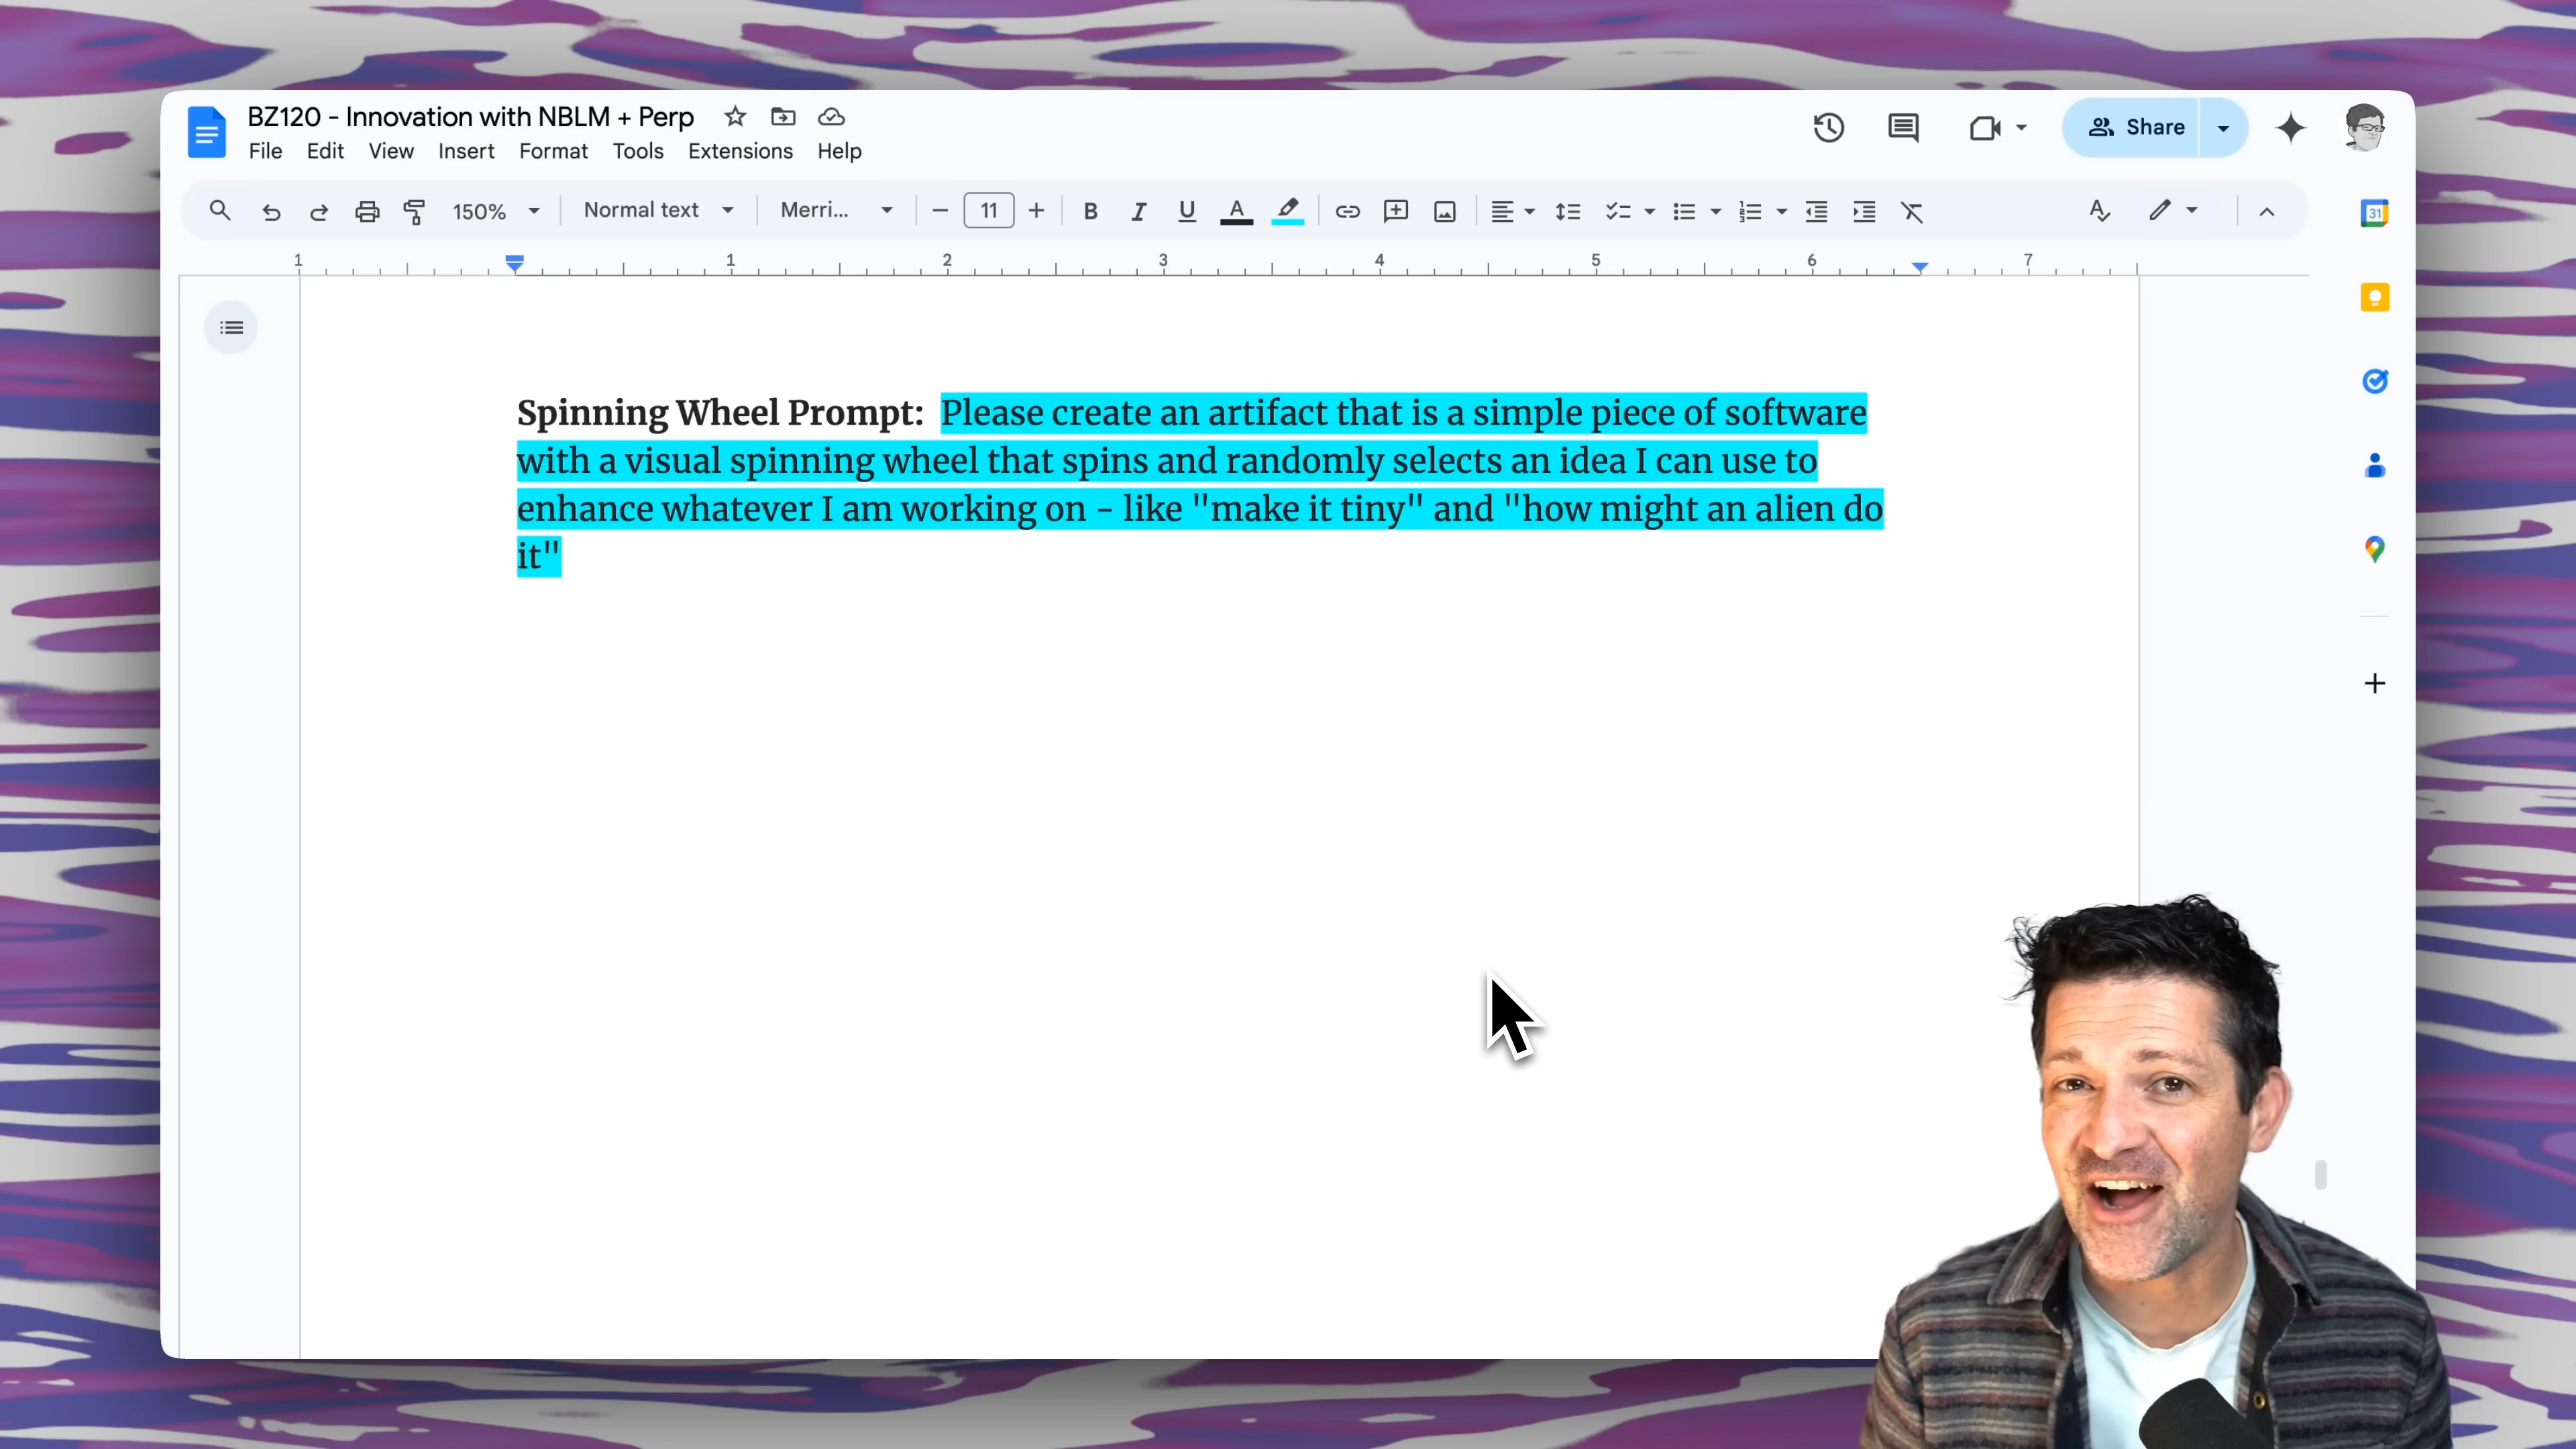 BZ120 - Innovation with NBLM + Perp
File Edit View Insert Format Tools Extensions Help
Share
150% Normal text Merri... 11 B I U A
31
1 1 2 3 4 5 6 7
Spinning Wheel Prompt: Please create an artifact that is a simple piece of software
with a visual spinning wheel that spins and randomly selects an idea I can use to
enhance whatever I am working on - like "make it tiny" and "how might an alien do
it"